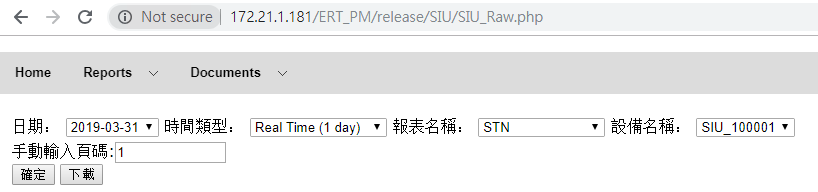 Not secure | 172.21.1.181/ERT_PM/release/SIU/SIU_Raw.php
Home Reports Documents
日期： 2019-03-31 時間類型： Real Time (1 day) 報表名稱： STN 設備名稱： SIU_100001
手動輸入頁碼:1
確定 下載